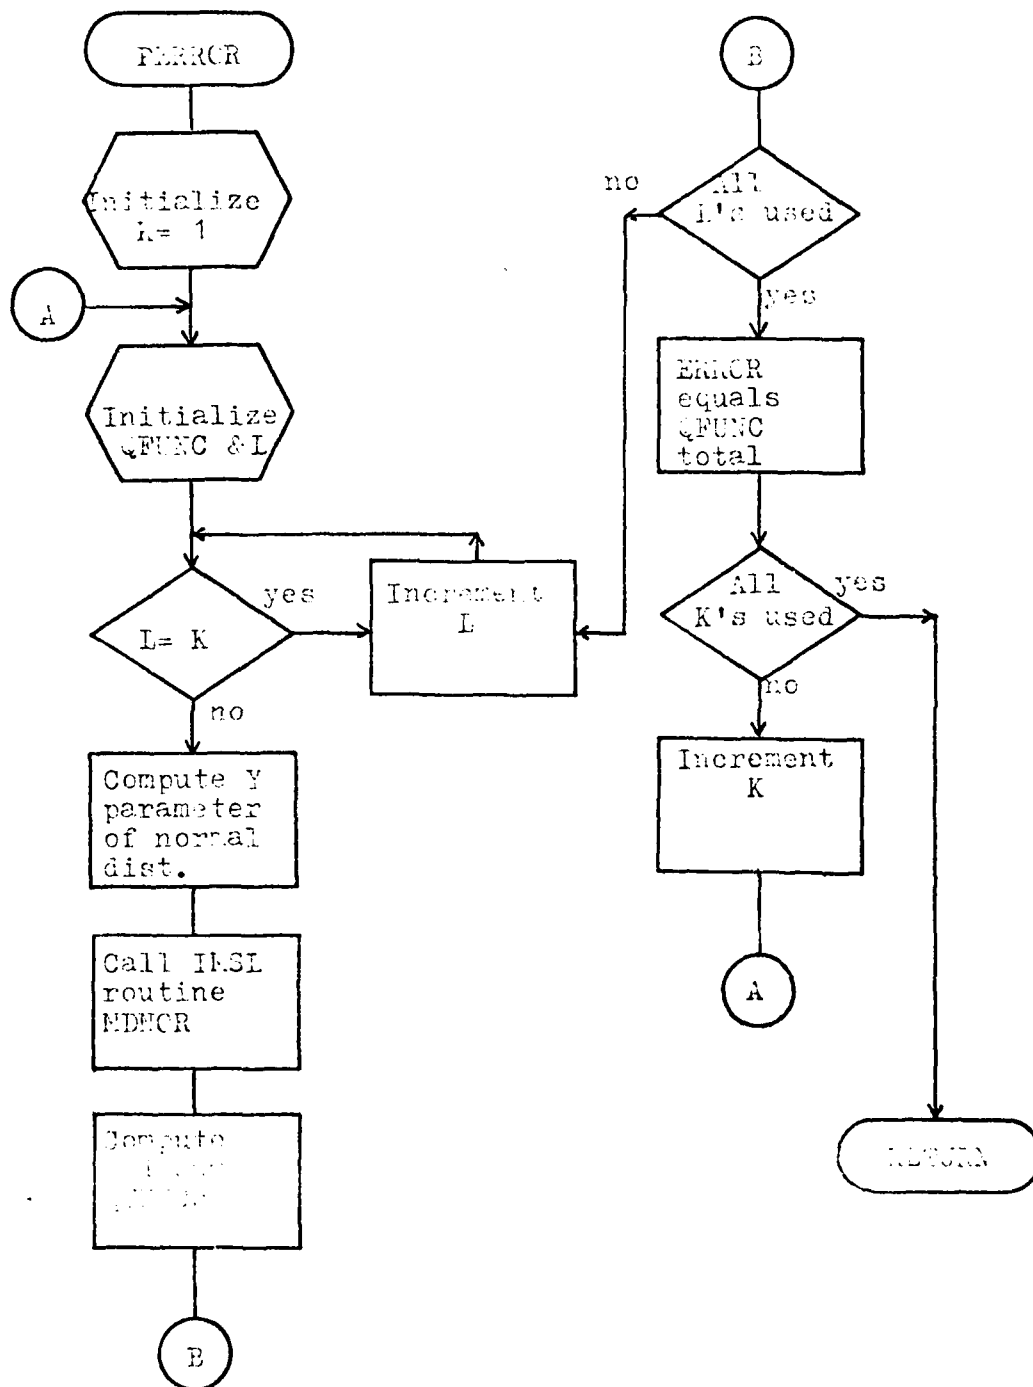 PERROR
Initialize
K= 1
A
Initialize
QFUNC & L
L= K
yes
no
Increment
L
Compute Y
parameter
of normal
dist.
Call IMSL
routine
MDNOR
Compute
B
B
All
L's used
no
yes
ERROR
equals
QFUNC
total
All
K's used
yes
no
Increment
K
A
RETURN